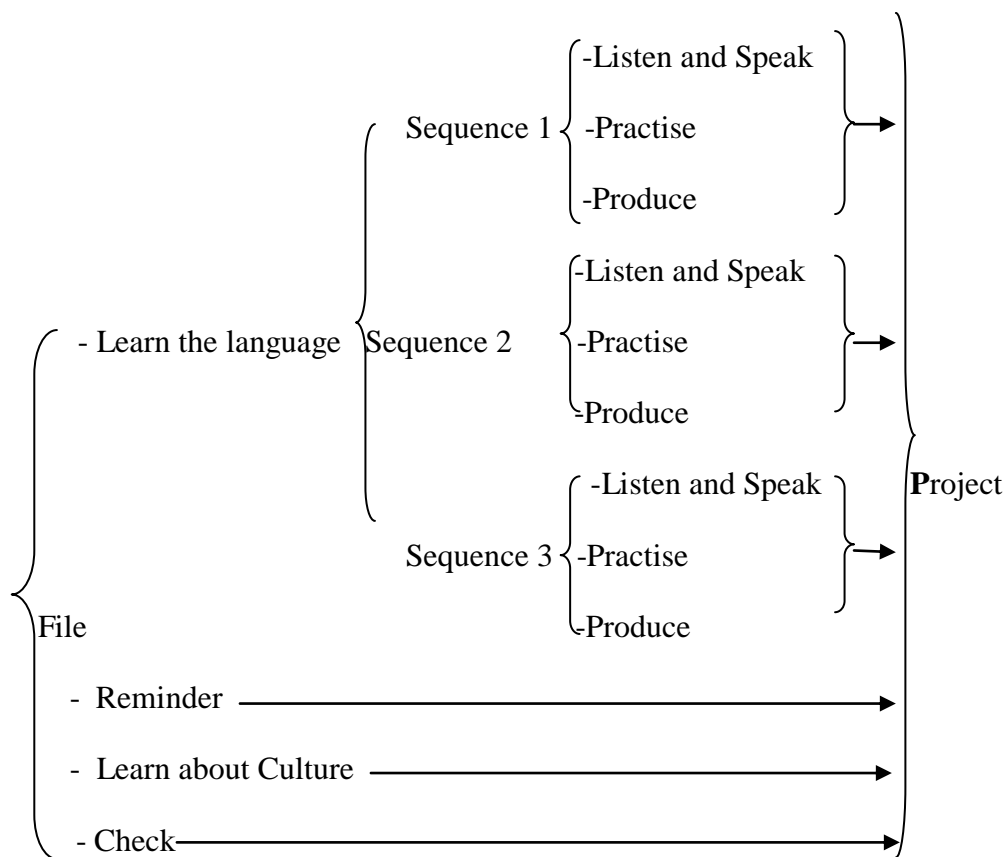 -Listen and Speak
Sequence 1 -Practise
-Produce
-Listen and Speak
- Learn the language Sequence 2 -Practise
-Produce
-Listen and Speak Project
Sequence 3 -Practise
File -Produce
- Reminder
- Learn about Culture
- Check